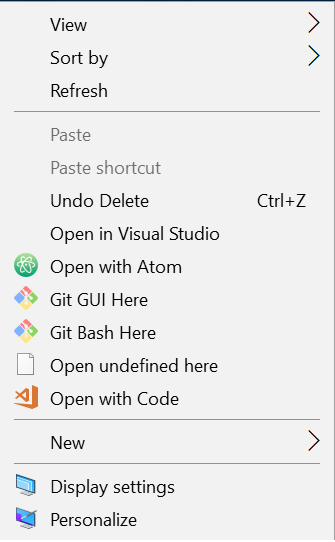 View
Sort by
Refresh
Paste
Paste shortcut
Undo Delete Ctrl+Z
Open in Visual Studio
Open with Atom
Git GUI Here
Git Bash Here
Open undefined here
Open with Code
New
Display settings
Personalize